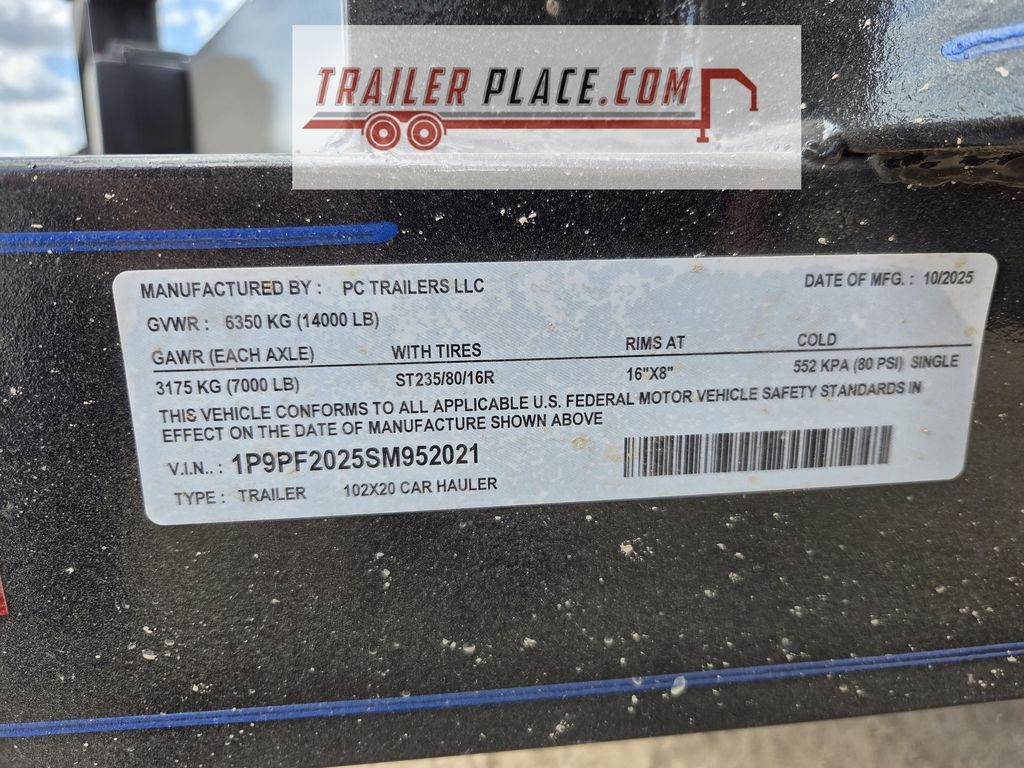 TRAILER PLACE.COM
MANUFACTURED BY : PC TRAILERS LLC DATE OF MFG. : 10/2025
GVWR : 6350 KG (14000 LB)
GAWR (EACH AXLE) WITH TIRES RIMS AT COLD
3175 KG (7000 LB) ST235/80/16R 16"X8" 552 KPA (80 PSI) SINGLE
THIS VEHICLE CONFORMS TO ALL APPLICABLE U.S. FEDERAL MOTOR VEHICLE SAFETY STANDARDS IN
EFFECT ON THE DATE OF MANUFACTURE SHOWN ABOVE
V.I.N.. : 1P9PF2025SM952021
TYPE : TRAILER 102X20 CAR HAULER